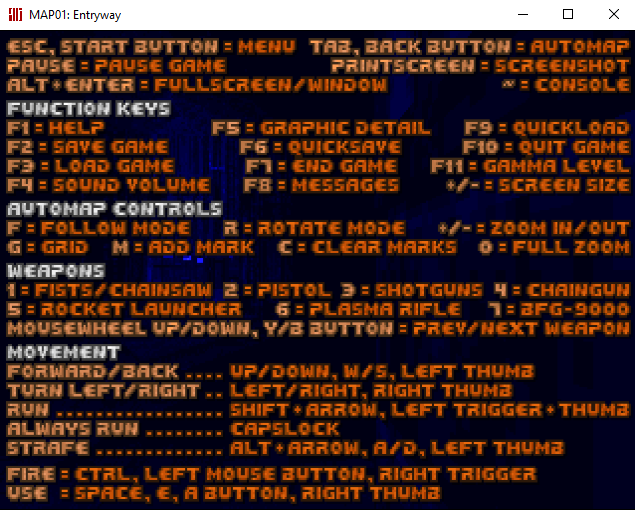 MAP01: Entryway
ESC, START BUTTON = MENU TAB, BACK BUTTON = AUTOMAP
PAUSE = PAUSE GAME PRINTSCREEN = SCREENSHOT
ALT+ENTER = FULLSCREEN/WINDOW ~ = CONSOLE
FUNCTION KEYS
F1 = HELP F5 = GRAPHIC DETAIL F9 = QUICKLOAD
F2 = SAVE GAME F6 = QUICKSAVE F10 = QUIT GAME
F3 = LOAD GAME F7 = END GAME F11 = GAMMA LEVEL
F4 = SOUND VOLUME F8 = MESSAGES +/- = SCREEN SIZE
AUTOMAP CONTROLS
F = FOLLOW MODE R = ROTATE MODE +/- = ZOOM IN/OUT
G = GRID M = ADD MARK C = CLEAR MARKS 0 = FULL ZOOM
WEAPONS
1 = FISTS/CHAINSAW 2 = PISTOL 3 = SHOTGUNS 4 = CHAINGUN
5 = ROCKET LAUNCHER 6 = PLASMA RIFLE 7 = BFG-9000
MOUSEWHEEL UP/DOWN, Y/B BUTTON = PREV/NEXT WEAPON
MOVEMENT
FORWARD/BACK .... UP/DOWN, W/S, LEFT THUMB
TURN LEFT/RIGHT .. LEFT/RIGHT, RIGHT THUMB
RUN ................ SHIFT+ARROW, LEFT TRIGGER+THUMB
ALWAYS RUN ........ CAPSLOCK
STRAFE ............. ALT+ARROW, A/D, LEFT THUMB
FIRE = CTRL, LEFT MOUSE BUTTON, RIGHT TRIGGER
USE = SPACE, E, A BUTTON, RIGHT THUMB